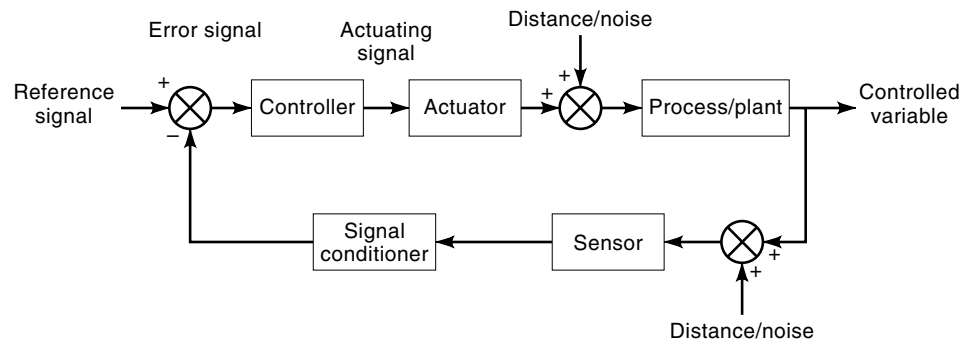 Distance/noise
Error signal
Actuating
signal
+
+
+
Reference
signal
Controller
Actuator
Process/plant
Controlled
variable
−
Signal
conditioner
Sensor
+
+
Distance/noise